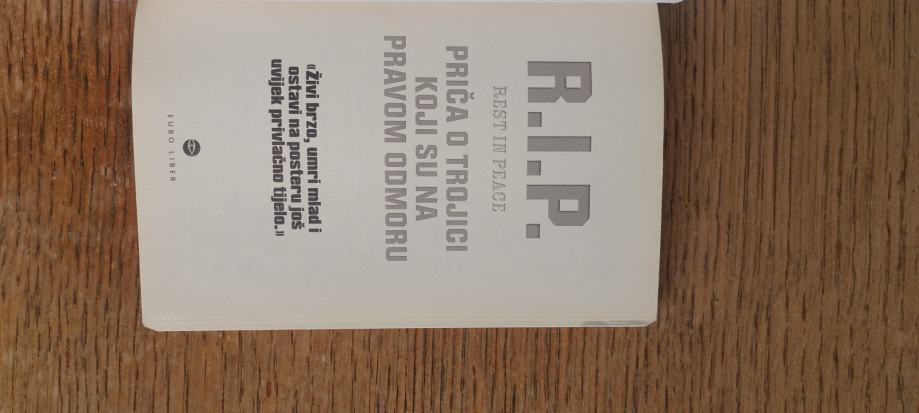 R.I.P.
REST IN PEACE
PRIČA O TROJICI
KOJI SU NA
PRAVOM ODMORU
«Živi brzo, umri mlad i
ostavi na posteru još
uvijek privlačno tijelo.»
EURO LIBER